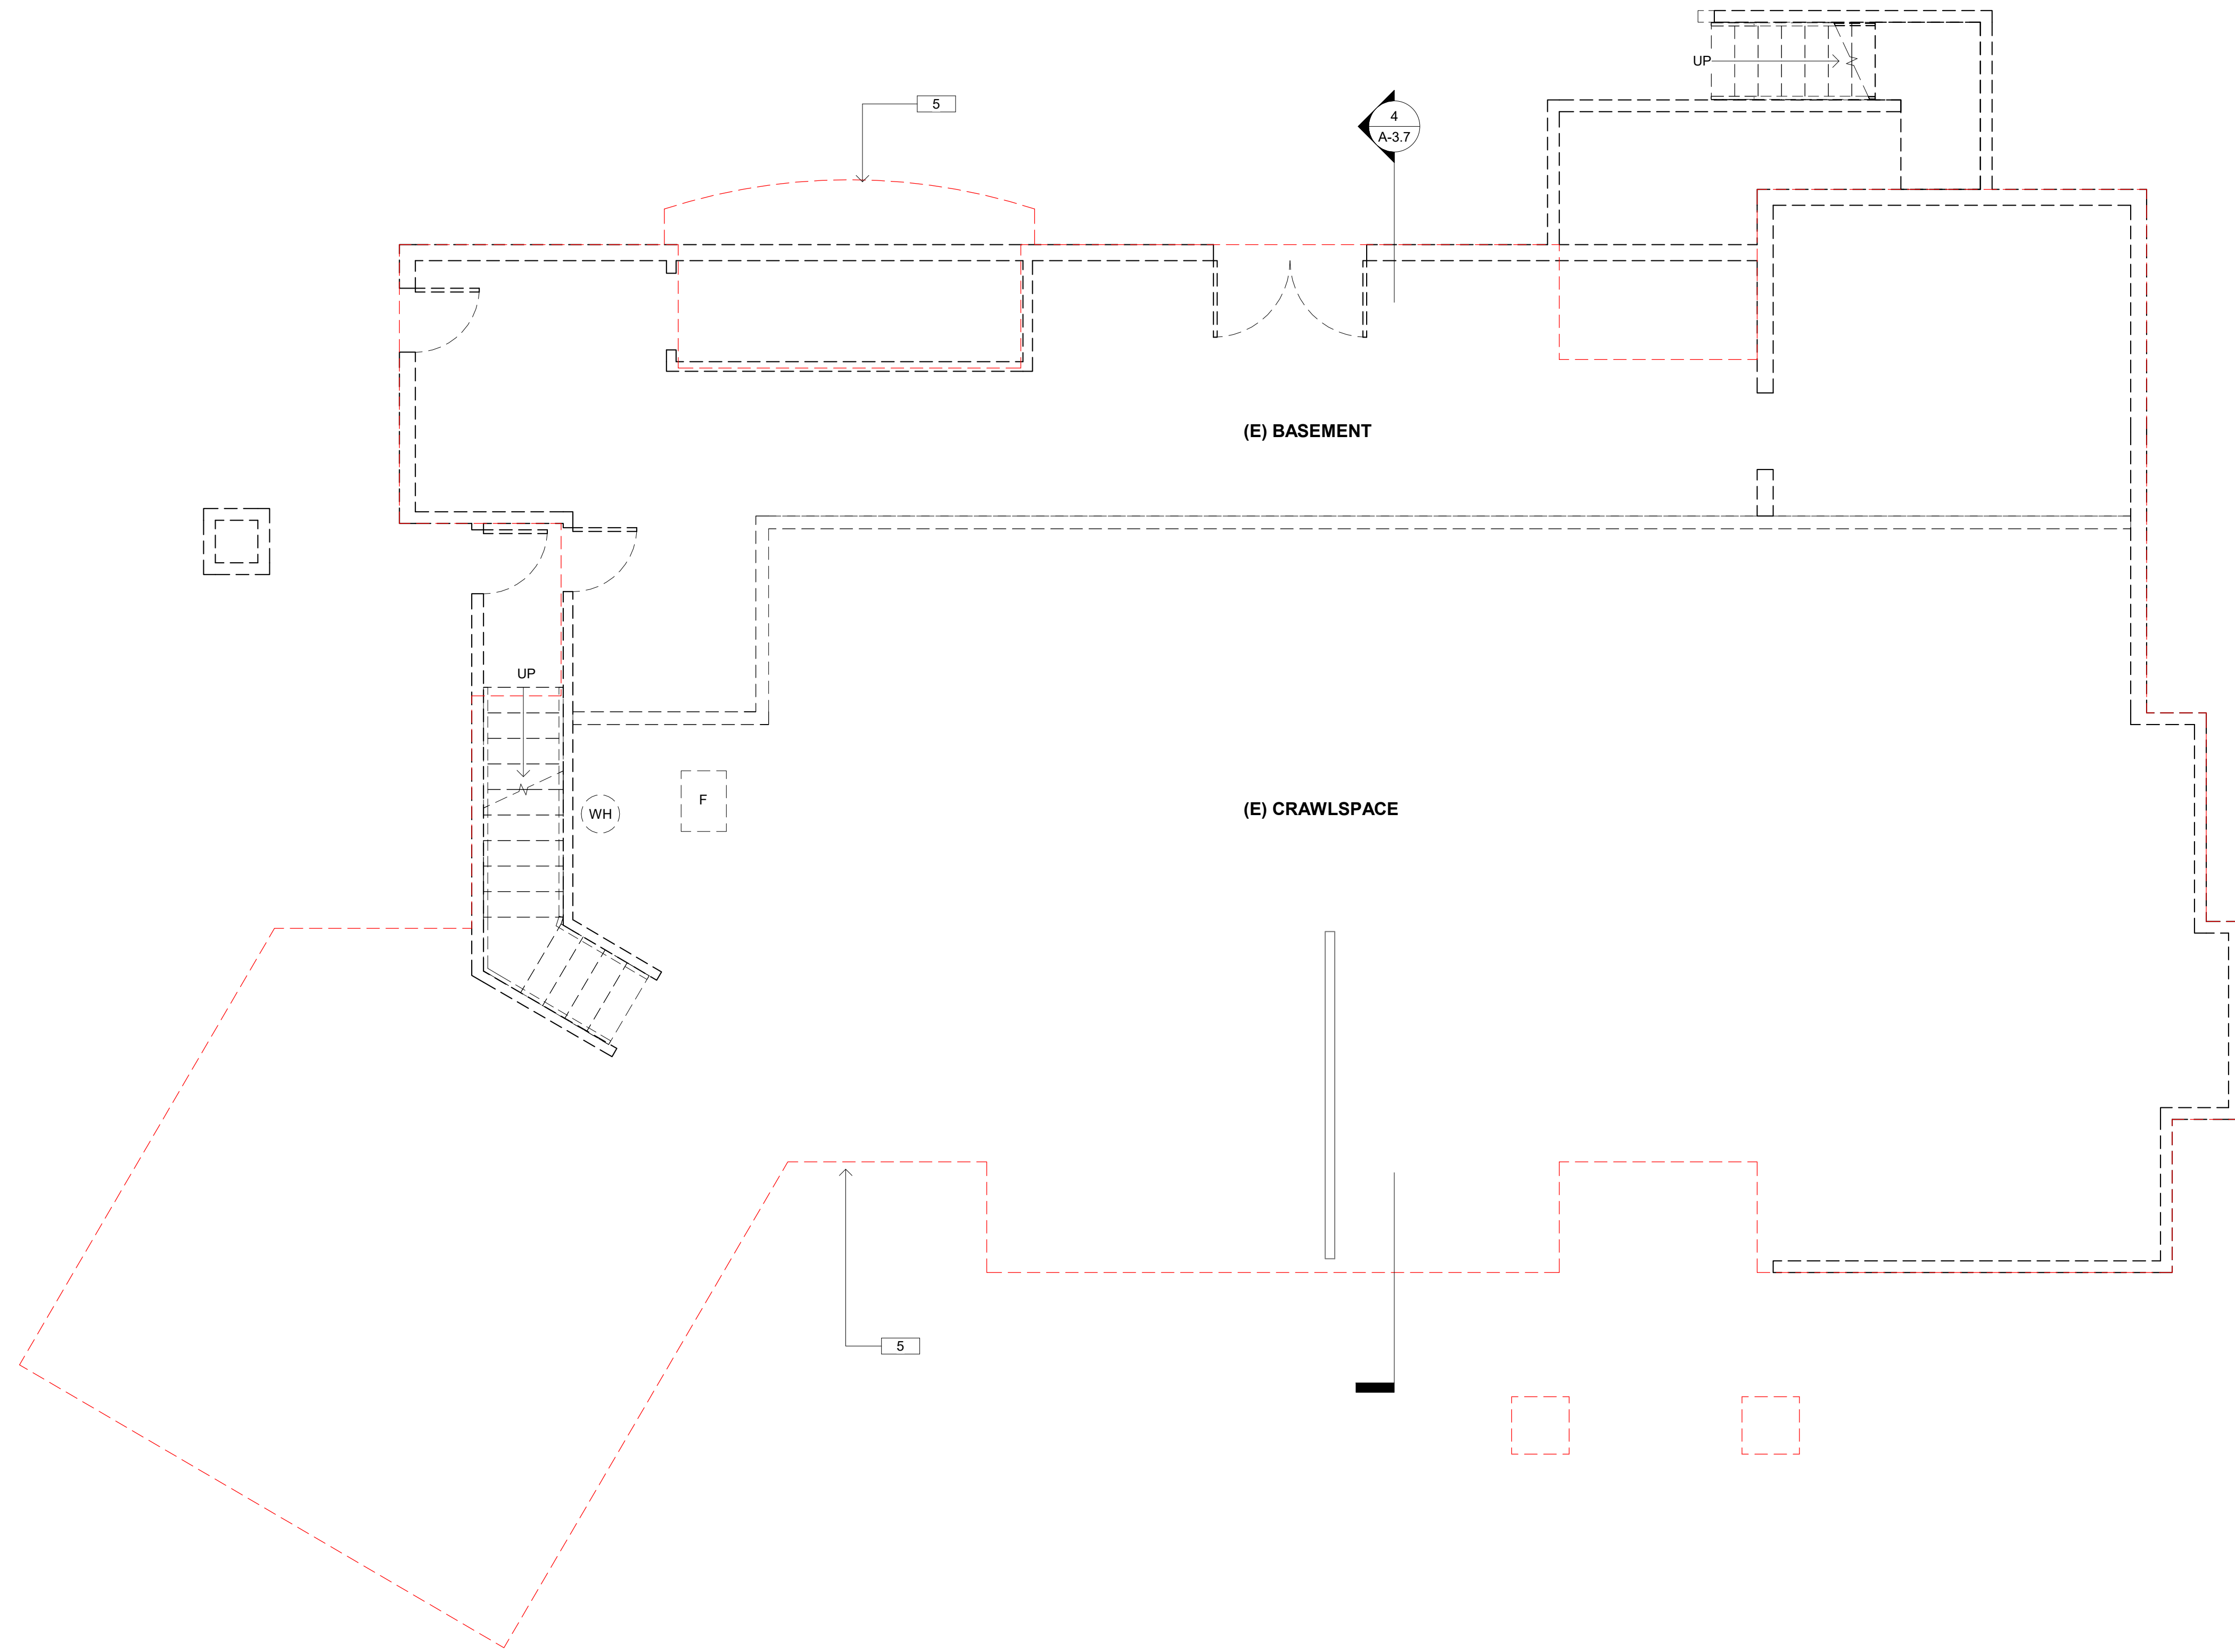 UP
5
4
A-3.7
(E) BASEMENT
UP
F
WH
(E) CRAWLSPACE
5